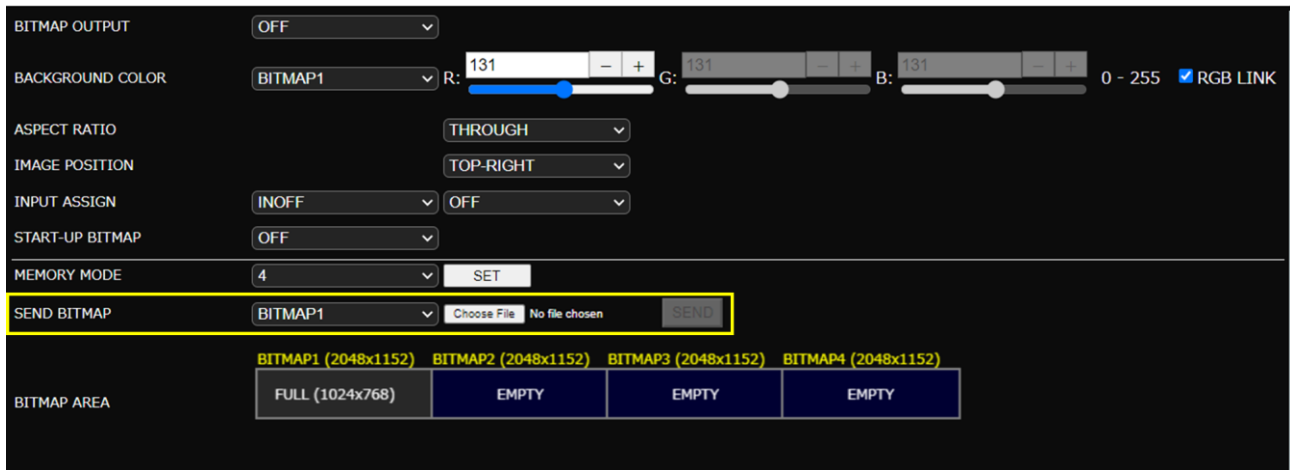 BITMAP OUTPUT OFF
BACKGROUND COLOR BITMAP1 R: 131 − + G: 131 − + B: 131 − + 0 - 255 RGB LINK
ASPECT RATIO THROUGH
IMAGE POSITION TOP-RIGHT
INPUT ASSIGN INOFF OFF
START-UP BITMAP OFF
MEMORY MODE 4 SET
SEND BITMAP BITMAP1 Choose File No file chosen SEND
BITMAP1 (2048x1152) BITMAP2 (2048x1152) BITMAP3 (2048x1152) BITMAP4 (2048x1152)
BITMAP AREA FULL (1024x768) EMPTY EMPTY EMPTY